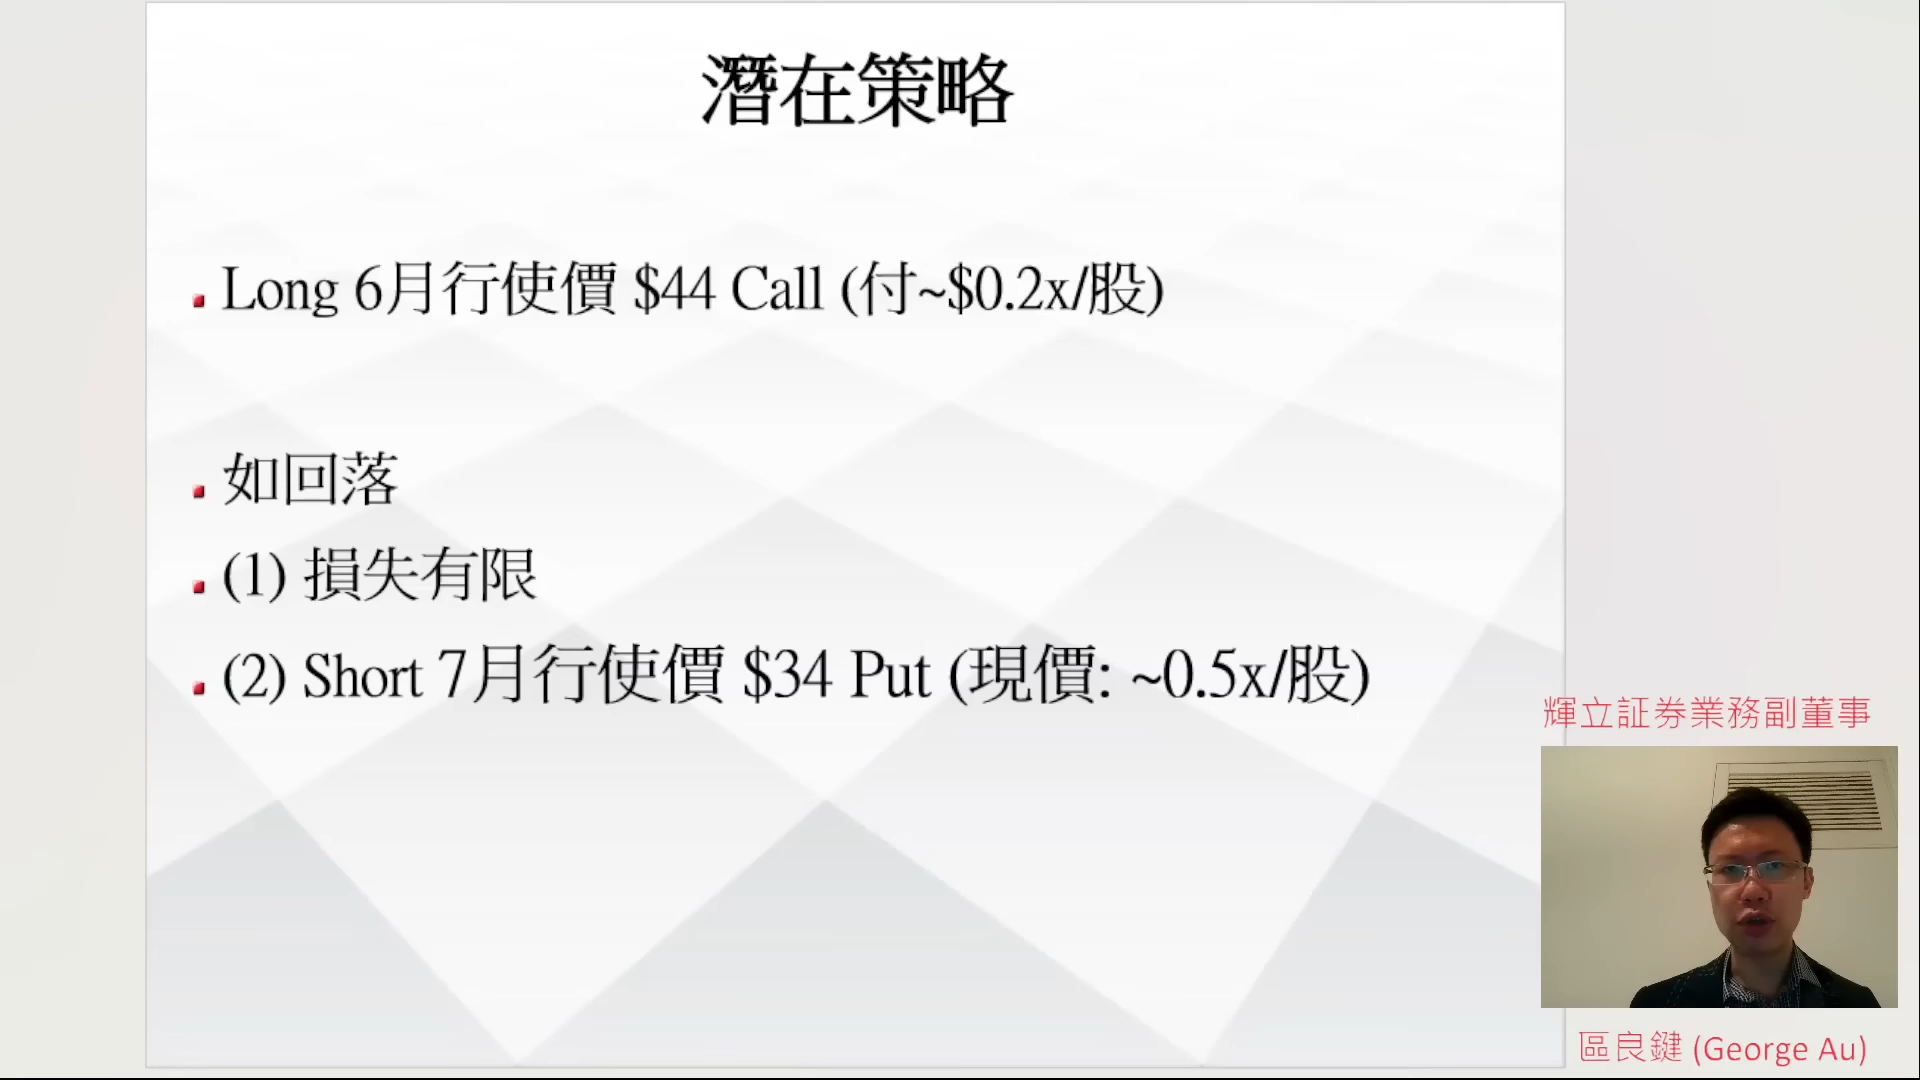 潛在策略
Long 6月行使價 $44 Call (付~$0.2x/股)
如回落
(1) 損失有限
(2) Short 7月行使價 $34 Put (現價: ~0.5x/股)
輝立証券業務副董事
區良鍵 (George Au)